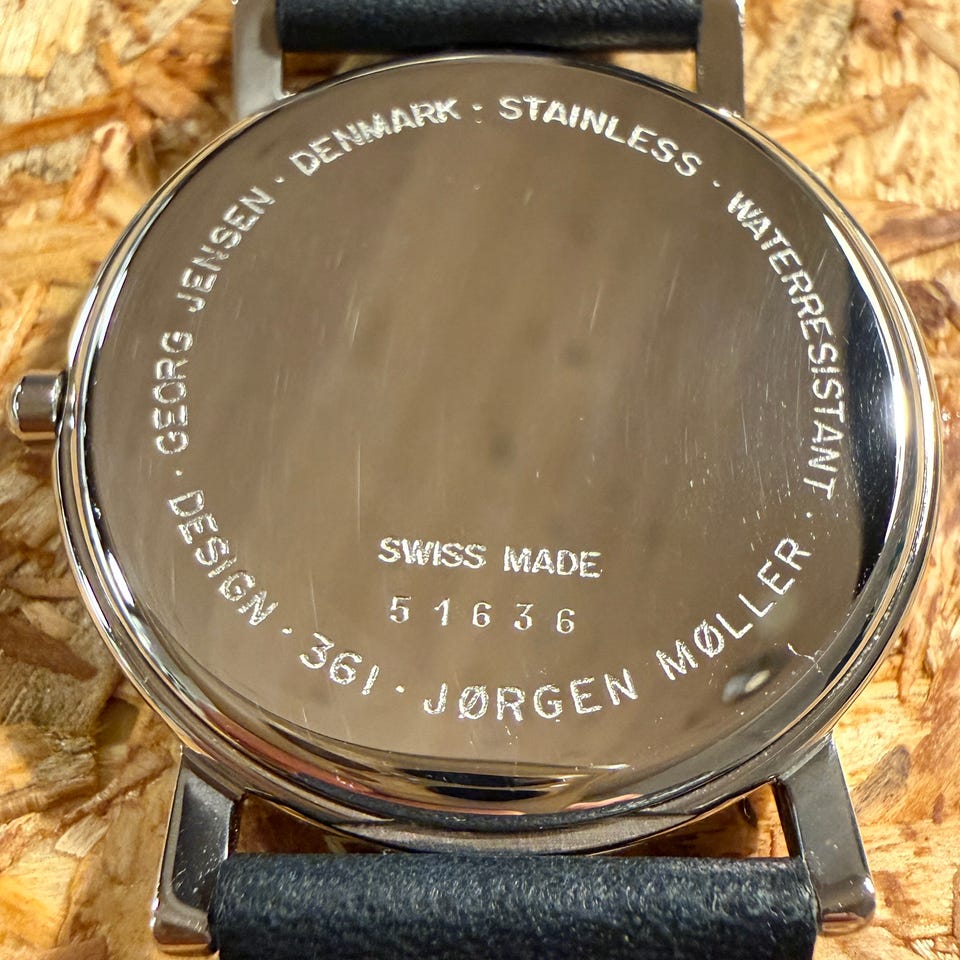 · GEORG JENSEN · DENMARK · STAINLESS · WATERRESISTANT ·
DESIGN · 361 · JØRGEN MØLLER
SWISS MADE
51636